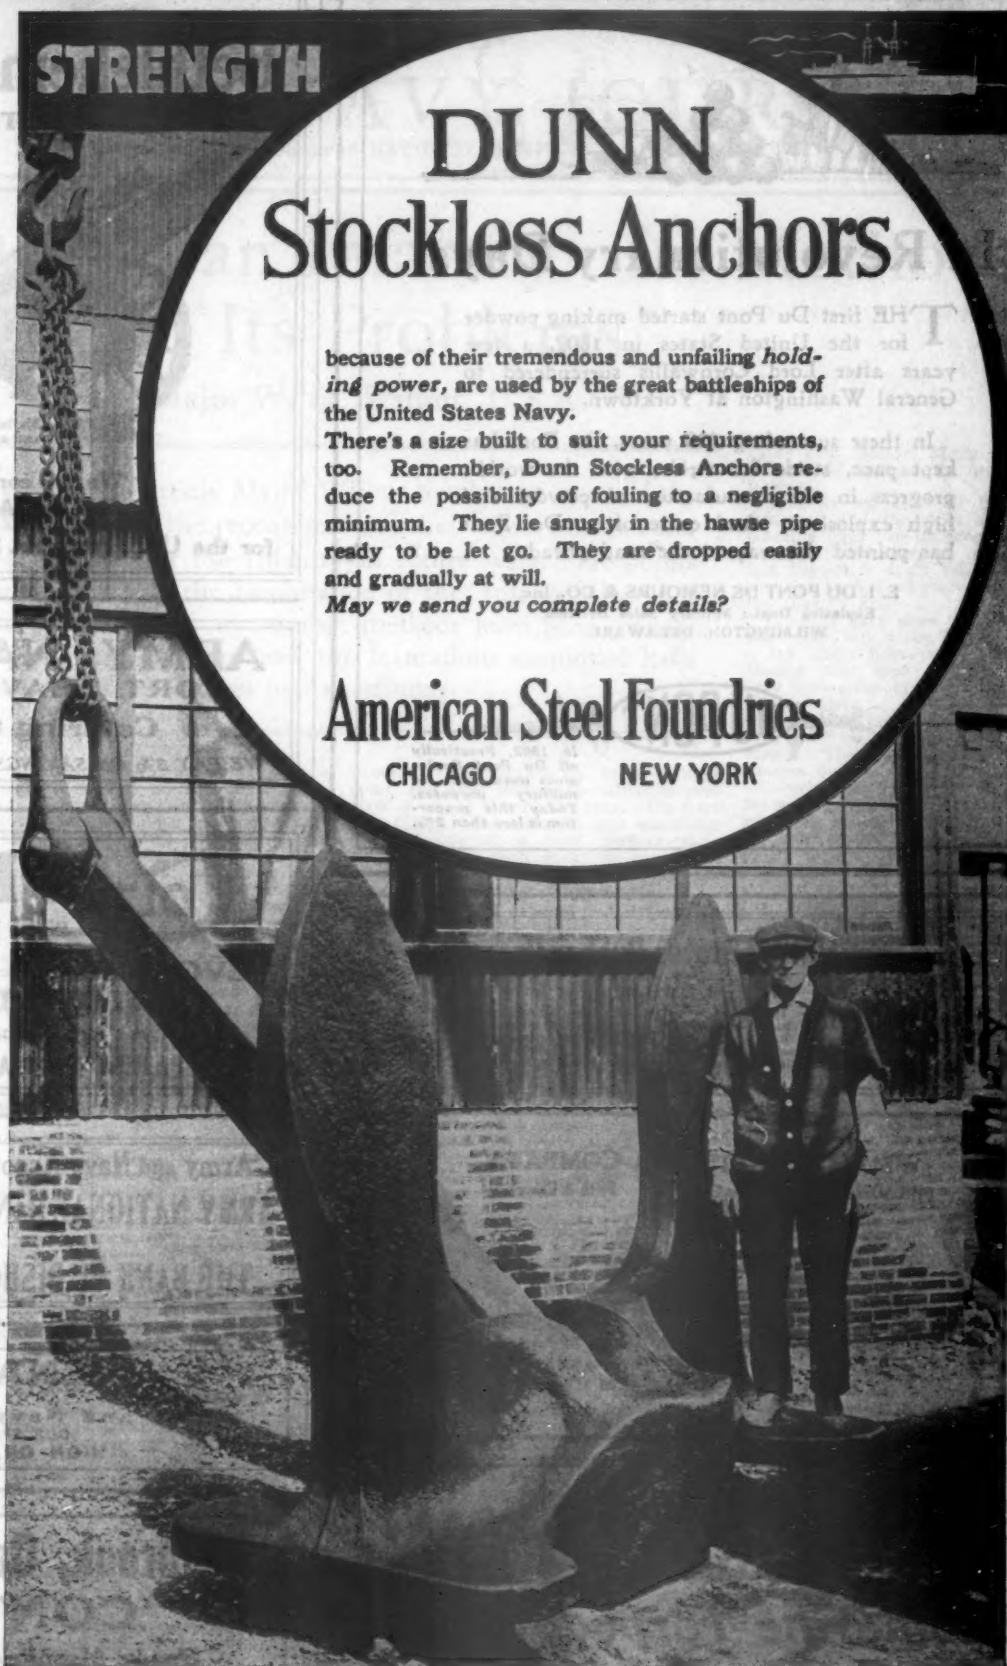 STRENGTH
DUNN
Stockless Anchors
because of their tremendous and unfailing hold-
ing power, are used by the great battleships of
the United States Navy.
There's a size built to suit your requirements,
too. Remember, Dunn Stockless Anchors re-
duce the possibility of fouling to a negligible
minimum. They lie snugly in the hawse pipe
ready to be let go. They are dropped easily
and gradually at will.
May we send you complete details?
American Steel Foundries
CHICAGO NEW YORK